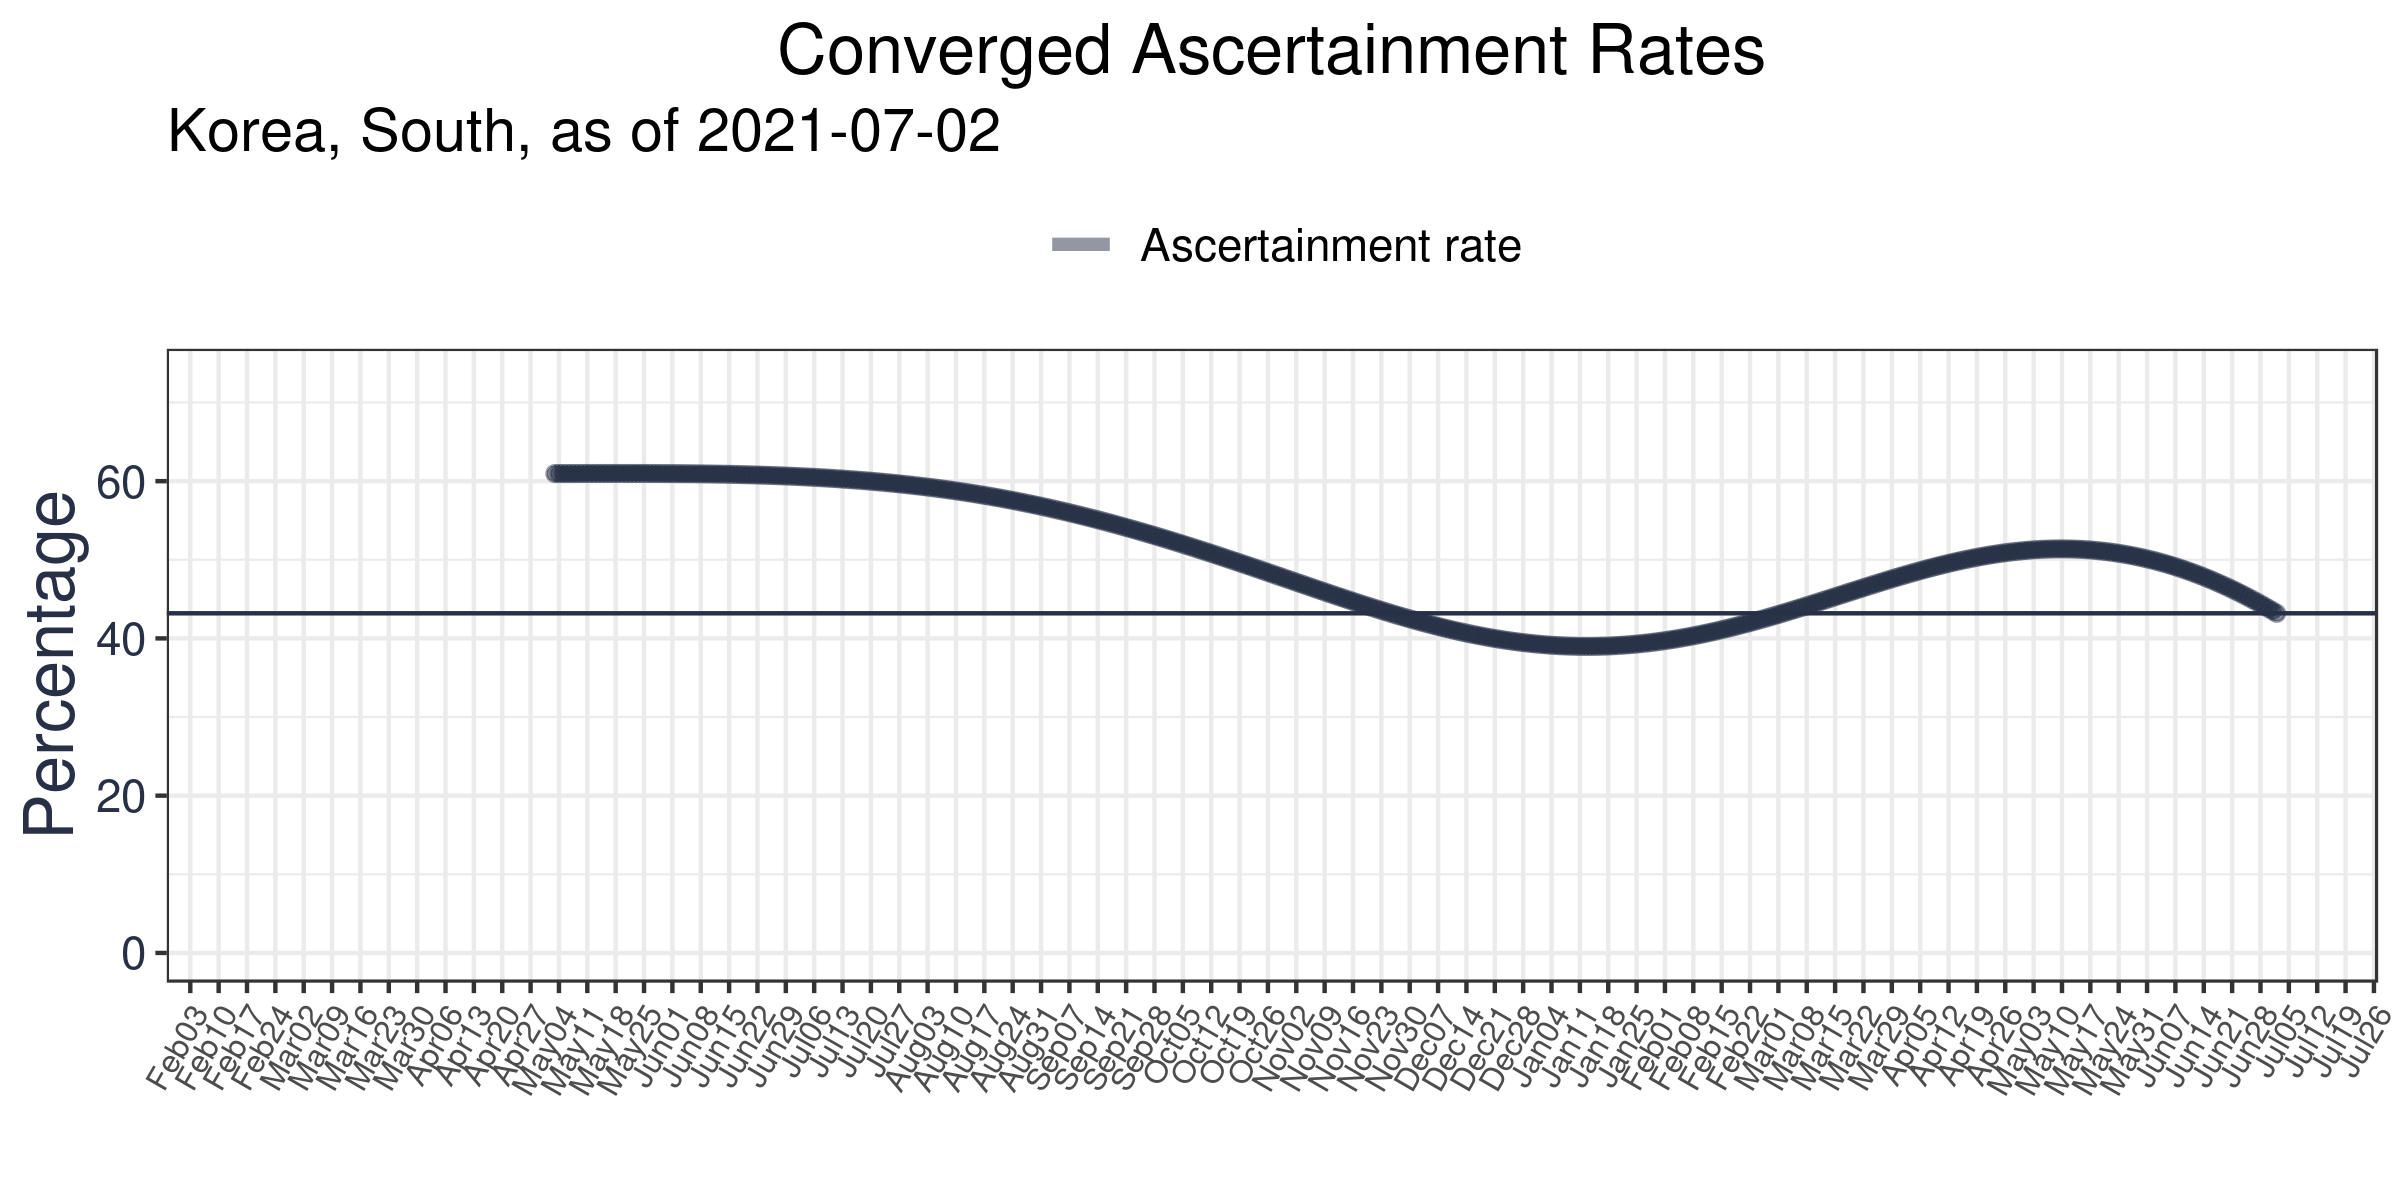 Converged Ascertainment Rates
Korea, South, as of 2021-07-02
Ascertainment rate
Percentage
60
40
20
0
Feb03
Feb10
Feb17
Feb24
Mar02
Mar09
Mar16
Mar23
Mar30
Apr06
Apr13
Apr20
Apr27
May04
May11
May18
May25
Jun01
Jun08
Jun15
Jun22
Jun29
Jul06
Jul13
Jul20
Jul27
Aug03
Aug10
Aug17
Aug24
Aug31
Sep07
Sep14
Sep21
Sep28
Oct05
Oct12
Oct19
Oct26
Nov02
Nov09
Nov16
Nov23
Nov30
Dec07
Dec14
Dec21
Dec28
Jan04
Jan11
Jan18
Jan25
Feb01
Feb08
Feb15
Feb22
Mar01
Mar08
Mar15
Mar22
Mar29
Apr05
Apr12
Apr19
Apr26
May03
May10
May17
May24
May31
Jun07
Jun14
Jun21
Jun28
Jul05
Jul12
Jul19
Jul26